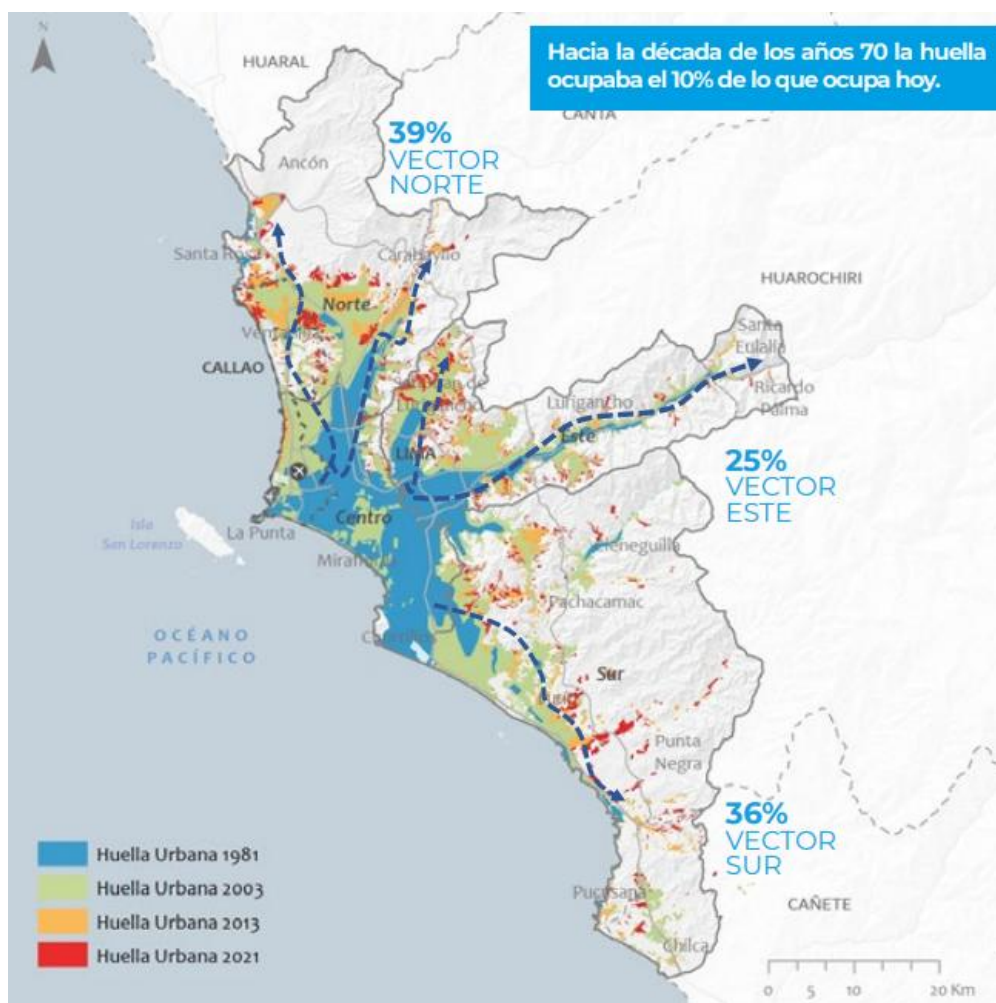 N
Hacia la década de los años 70 la huella
ocupaba el 10% de lo que ocupa hoy.
HUARAL
CANTA
39%
VECTOR
NORTE
Ancón
Santa Rosa
Carabayllo
HUAROCHIRI
Norte
Santa
Eulalia
CALLAO
Ricardo
Palma
Lurigancho
Este
LIMA
25%
VECTOR
ESTE
Centro
La Punta
Isla
San Lorenzo
Cieneguilla
Pachacamac
OCÉANO
PACÍFICO
Sur
Punta
Negra
36%
VECTOR
SUR
Pucusana
CAÑETE
Chilca
Huella Urbana 1981
Huella Urbana 2003
Huella Urbana 2013
Huella Urbana 2021
0 5 10 20 Km